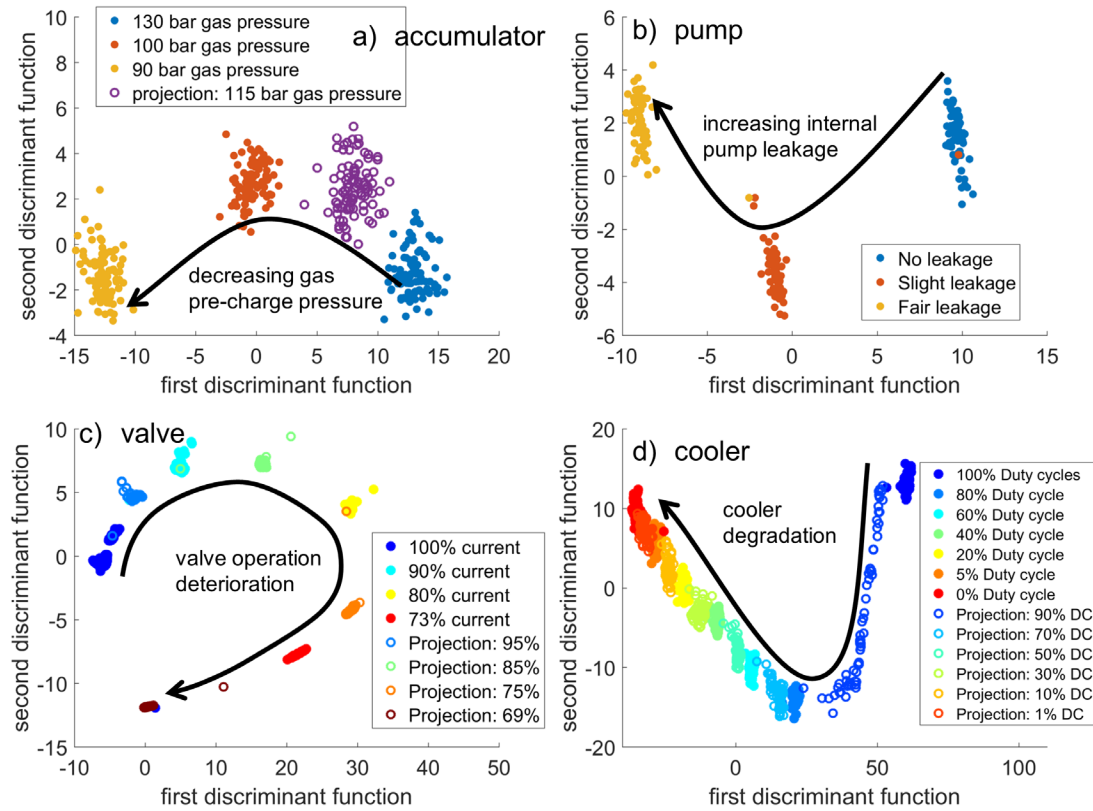 a) accumulator
130 bar gas pressure
100 bar gas pressure
90 bar gas pressure
projection: 115 bar gas pressure
decreasing gas
pre-charge pressure
second discriminant function
10
8
6
4
2
0
-2
-4
-15
-10
-5
0
5
10
15
20
first discriminant function
b) pump
increasing internal
pump leakage
No leakage
Slight leakage
Fair leakage
second discriminant function
6
4
2
0
-2
-4
-6
-10
-5
0
5
10
15
first discriminant function
c) valve
valve operation
deterioration
100% current
90% current
80% current
73% current
Projection: 95%
Projection: 85%
Projection: 75%
Projection: 69%
second discriminant function
10
5
0
-5
-10
-15
-10
0
10
20
30
40
50
first discriminant function
d) cooler
cooler
degradation
100% Duty cycles
80% Duty cycle
60% Duty cycle
40% Duty cycle
20% Duty cycle
5% Duty cycle
0% Duty cycle
Projection: 90% DC
Projection: 70% DC
Projection: 50% DC
Projection: 30% DC
Projection: 10% DC
Projection: 1% DC
second discriminant function
20
10
0
-10
-20
0
50
100
first discriminant function